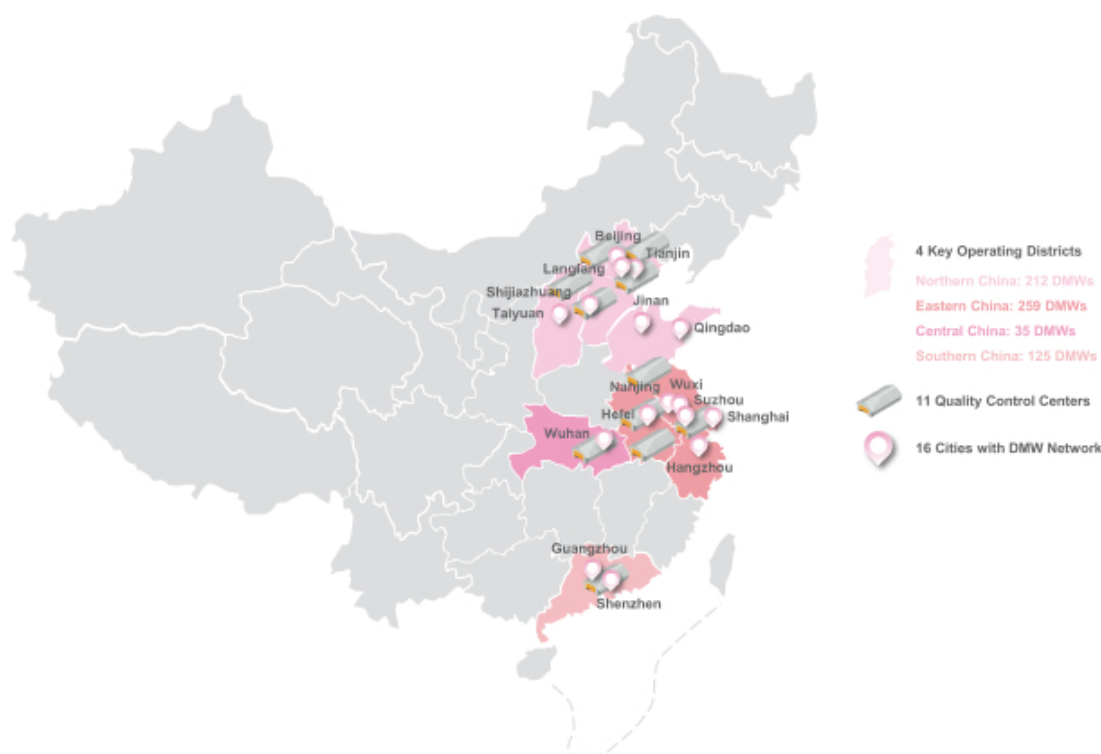 Beijing
Tianjin
Langfang
Shijiazhuang
Taiyuan
Jinan
Qingdao
Nanjing
Wuxi
Suzhou
Hefei
Shanghai
Wuhan
Hangzhou
Guangzhou
Shenzhen
4 Key Operating Districts
Northern China: 212 DMWs
Eastern China: 259 DMWs
Central China: 35 DMWs
Southern China: 125 DMWs
11 Quality Control Centers
16 Cities with DMW Network